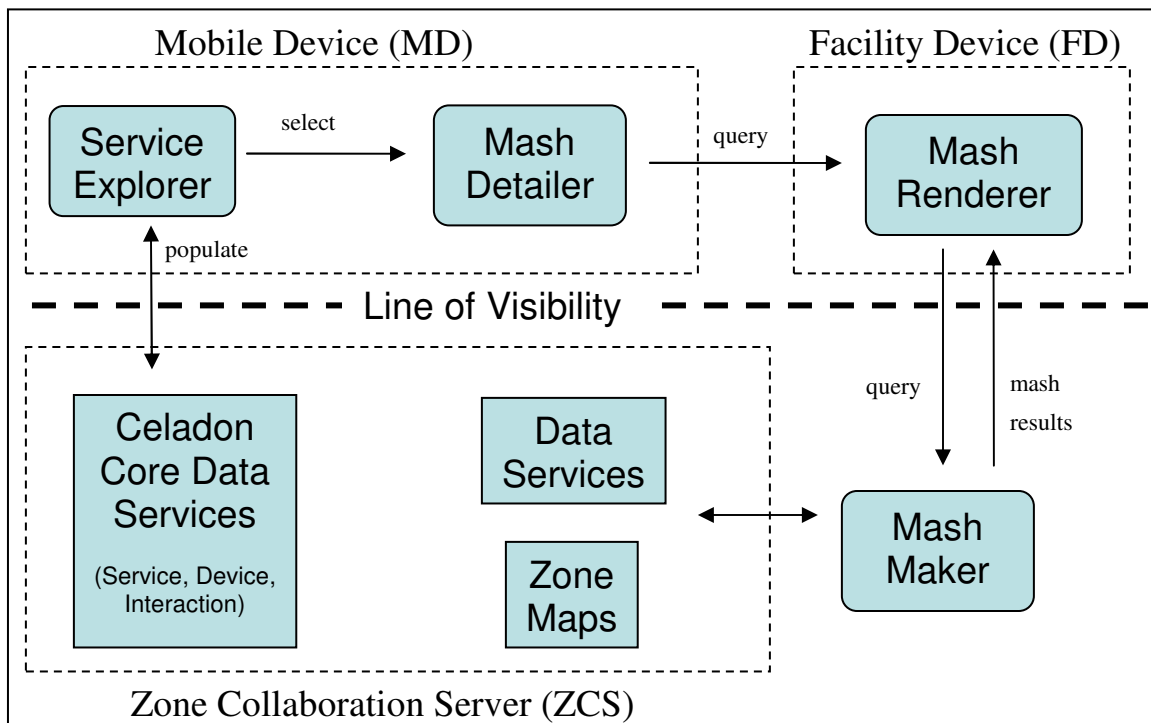 Mobile Device (MD)
Facility Device (FD)
Service
Explorer
select
Mash
Detailer
query
Mash
Renderer
populate
Line of Visibility
query
mash
results
Celadon
Core Data
Services
(Service, Device,
Interaction)
Data
Services
Zone
Maps
Mash
Maker
Zone Collaboration Server (ZCS)